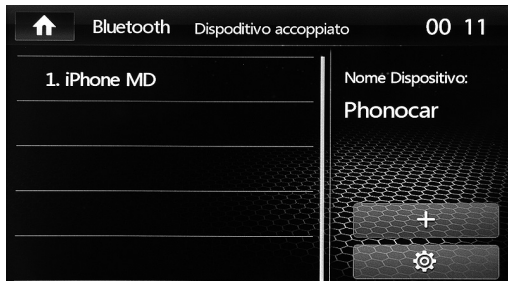 Bluetooth Dispoditivo accoppiato 00 11
1. iPhone MD
Nome Dispositivo:
Phonocar
+